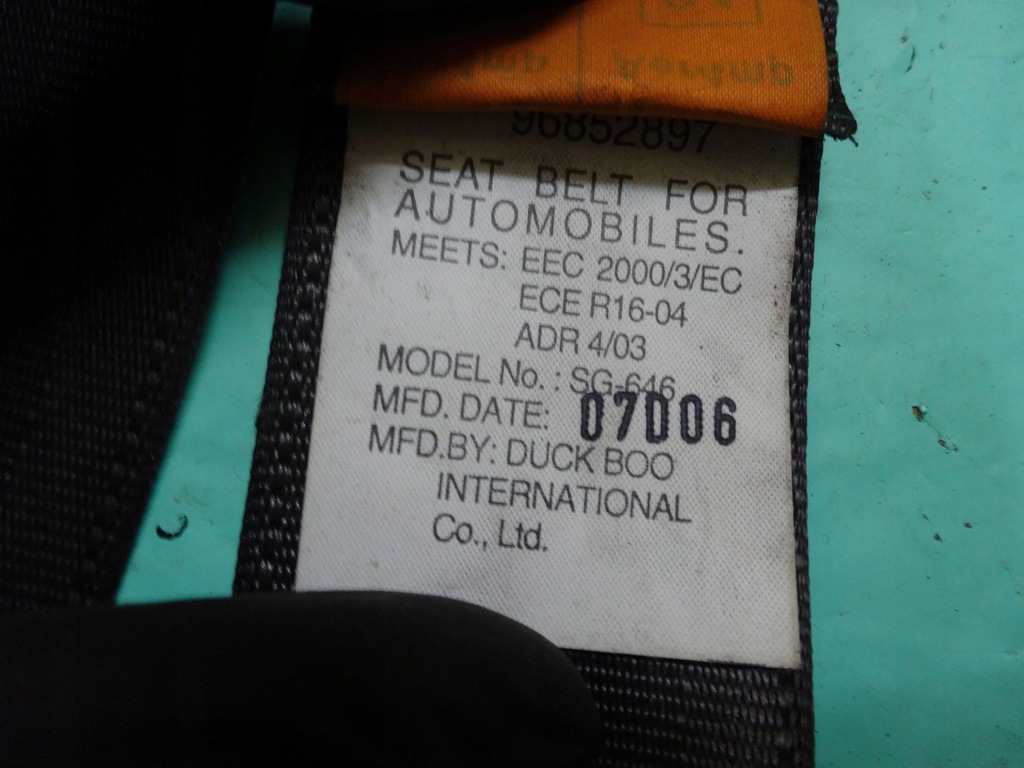 Airbag
96852897
SEAT BELT FOR
AUTOMOBILES.
MEETS: EEC 2000/3/EC
ECE R16-04
ADR 4/03
MODEL No. : SG-646
MFD. DATE: 07D06
MFD.BY: DUCK BOO
INTERNATIONAL
Co., Ltd.